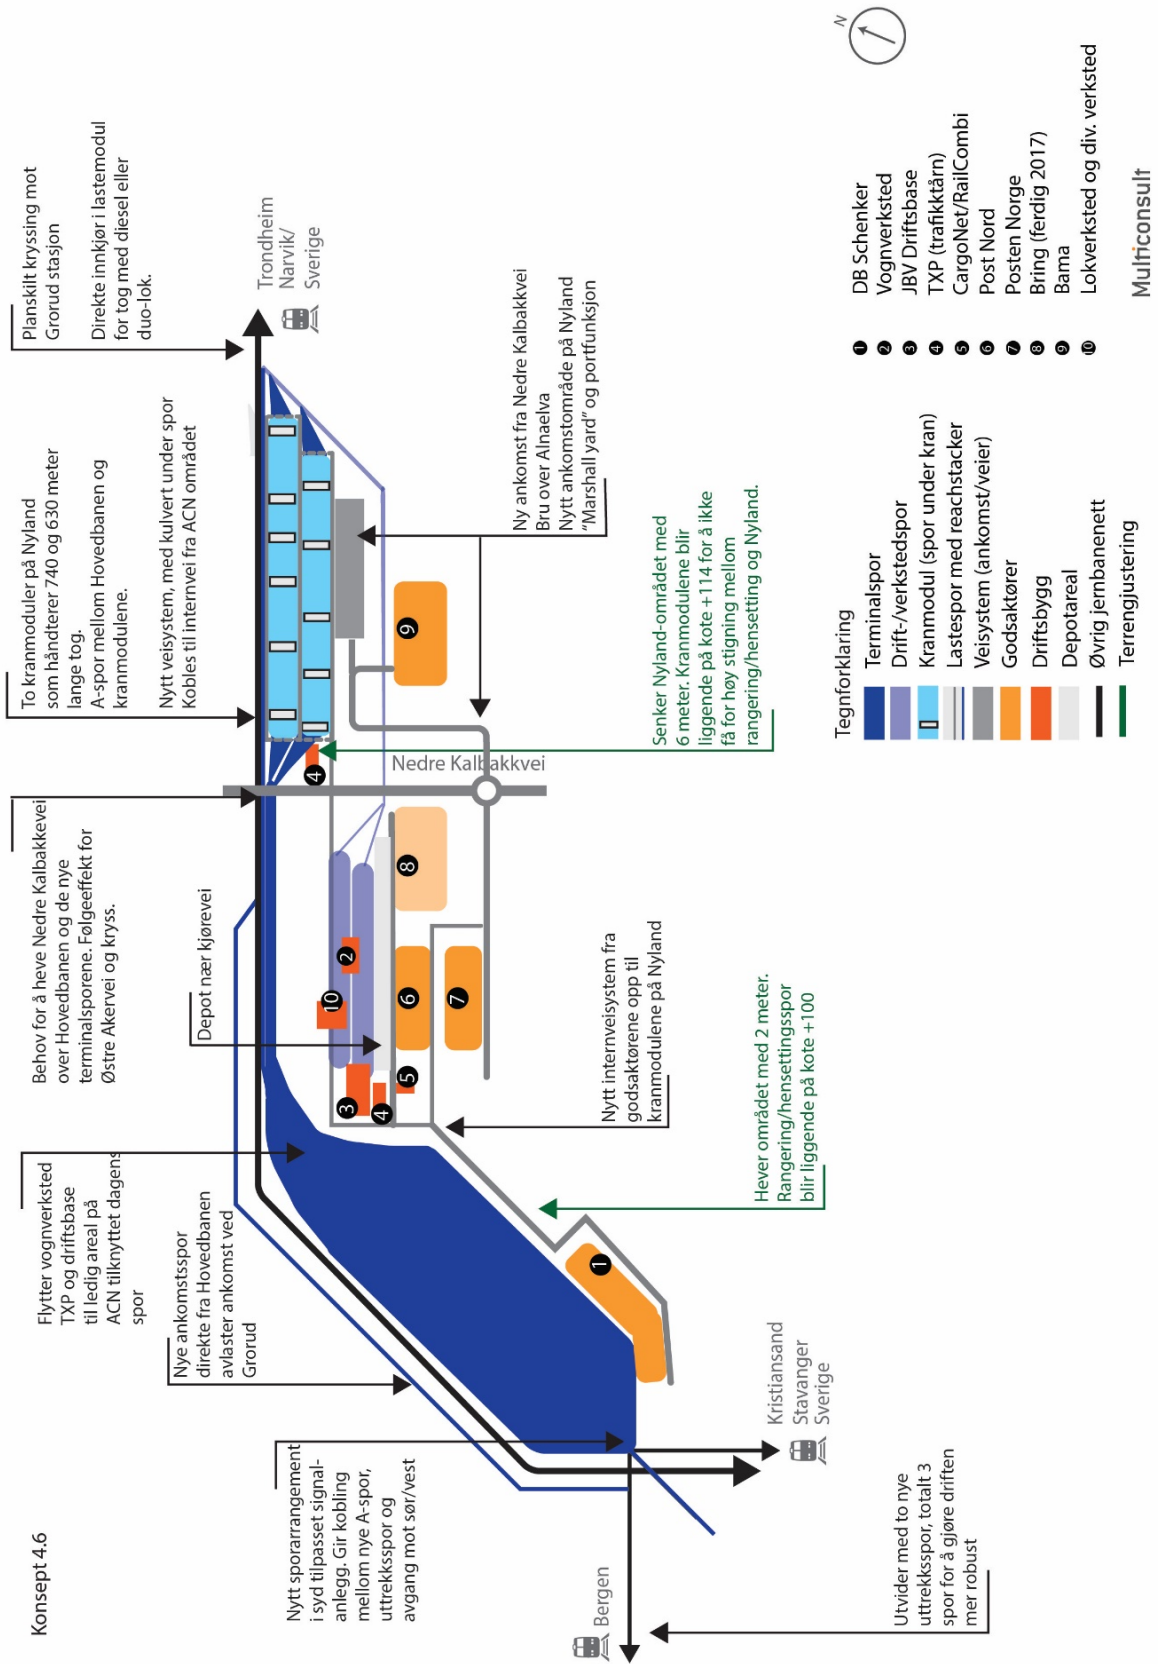 Konsept 4.6
Flytter vognverksted
TXP og driftsbase
til ledig areal på
ACN tilknyttet dagens
spor
Behov for å heve Nedre Kalbakkevei
over Hovedbanen og de nye
terminalsporene. Følgeeffekt for
Østre Akervei og kryss.
To kranmoduler på Nyland
som håndterer 740 og 630 meter
lange tog.
A-spor mellom Hovedbanen og
kranmodulene.
Nytt veisystem, med kulvert under spor
Kobles til internvei fra ACN området
Planskilt kryssing mot
Grorud stasjon
Direkte innkjør i lastemodul
for tog med diesel eller
duo-lok.
Nye ankomstsspor
direkte fra Hovedbanen
avlaster ankomst ved
Grorud
Depot nær kjørevei
Trondheim
Narvik/
Sverige
Nytt sporarrangement
i syd tilpasset signal-
anlegg. Gir kobling
mellom nye A-spor,
uttrekksspor og
avgang mot sør/vest
Nedre Kalbakkvei
10
2
3
4
5
6
7
8
4
9
1
Ny ankomst fra Nedre Kalbakkvei
Bru over Alnaelva
Nytt ankomstområde på Nyland
"Marshall yard" og portfunksjon
Nytt internveisystem fra
godsaktørene opp til
kranmodulene på Nyland
Senker Nyland-området med
6 meter. Kranmodulene blir
liggende på kote +114 for å ikke
få for høy stigning mellom
rangering/hensetting og Nyland.
Hever området med 2 meter.
Rangering/hensettingsspor
blir liggende på kote +100
Bergen
Kristiansand
Stavanger
Sverige
Utvider med to nye
uttrekksspor, totalt 3
spor for å gjøre driften
mer robust
Tegnforklaring
Terminalspor
Drift-/verkstedspor
Kranmodul (spor under kran)
Lastespor med reachstacker
Veisystem (ankomst/veier)
Godsaktører
Driftsbygg
Depotareal
Øvrig jernbanenett
Terrengjustering
1 DB Schenker
2 Vognverksted
3 JBV Driftsbase
4 TXP (trafikktårn)
5 CargoNet/RailCombi
6 Post Nord
7 Posten Norge
8 Bring (ferdig 2017)
9 Bama
10 Lokverksted og div. verksted
N
Multiconsult